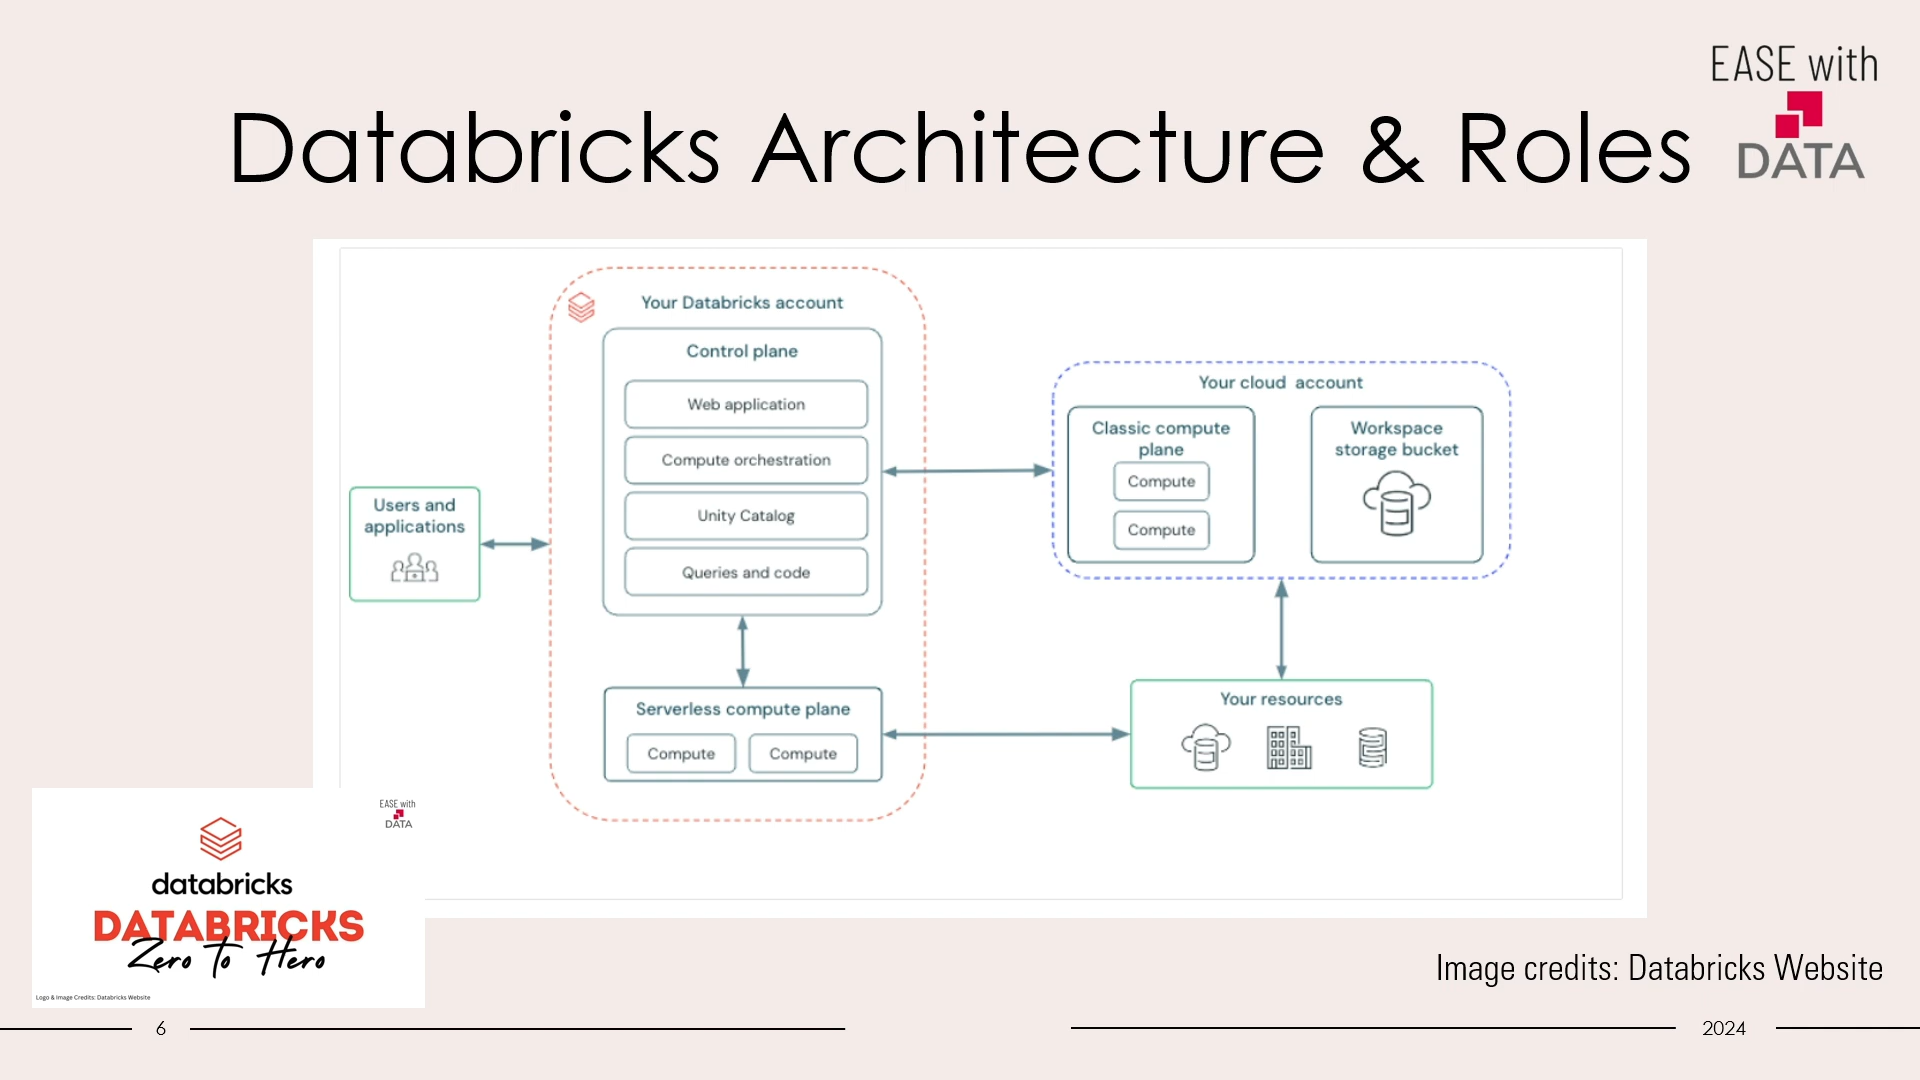 EASE with
DATA
Databricks Architecture & Roles
Your Databricks account
Control plane
Web application
Compute orchestration
Unity Catalog
Queries and code
Users and
applications
Your cloud account
Classic compute
plane
Compute
Compute
Workspace
storage bucket
Serverless compute plane
Compute
Compute
Your resources
EASE with
DATA
databricks
DATABRICKS
Zero To Hero
Logo & Image Credits: Databricks Website
Image credits: Databricks Website
6
2024